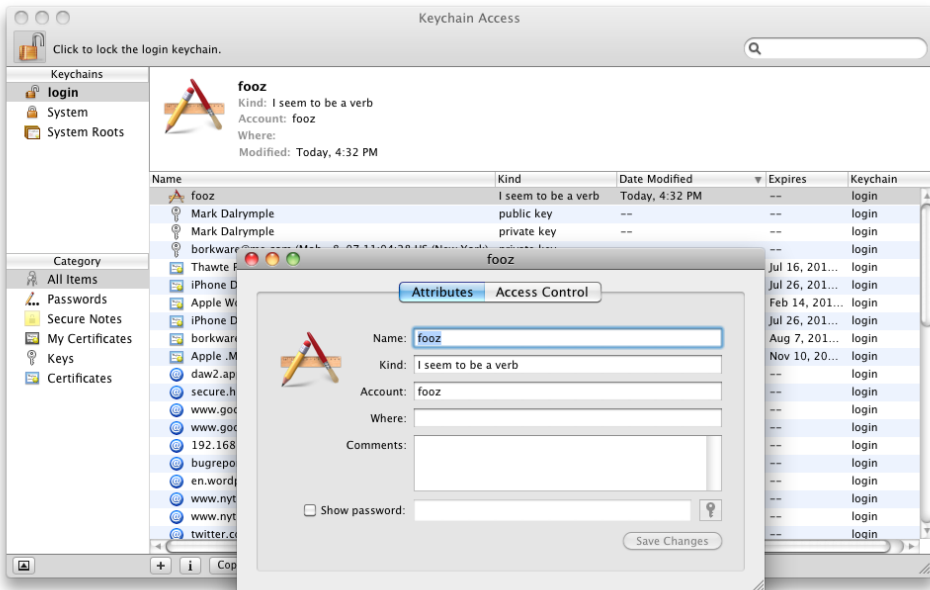 Keychain Access
Click to lock the login keychain.
Keychains
login
System
System Roots
fooz
Kind: I seem to be a verb
Account: fooz
Where:
Modified: Today, 4:32 PM
Name Kind Date Modified Expires Keychain
fooz I seem to be a verb Today, 4:32 PM -- login
Mark Dalrymple public key -- -- login
Mark Dalrymple private key -- -- login
-- login
Thawte Jul 16, 201... login
iPhone D Jul 26, 201... login
Apple Wo Feb 14, 201... login
iPhone D Jul 26, 201... login
borkware Aug 7, 201... login
Apple .M Nov 10, 20... login
daw2.ap -- login
secure.h -- login
www.goo -- login
www.goo -- login
192.168 -- login
bugrepo -- login
en.word -- login
www.nyt -- login
www.nyt -- login
twitter.co -- login
Category
All Items
Passwords
Secure Notes
My Certificates
Keys
Certificates
Cop
fooz
Attributes Access Control
Name: fooz
Kind: I seem to be a verb
Account: fooz
Where:
Comments:
Show password:
Save Changes